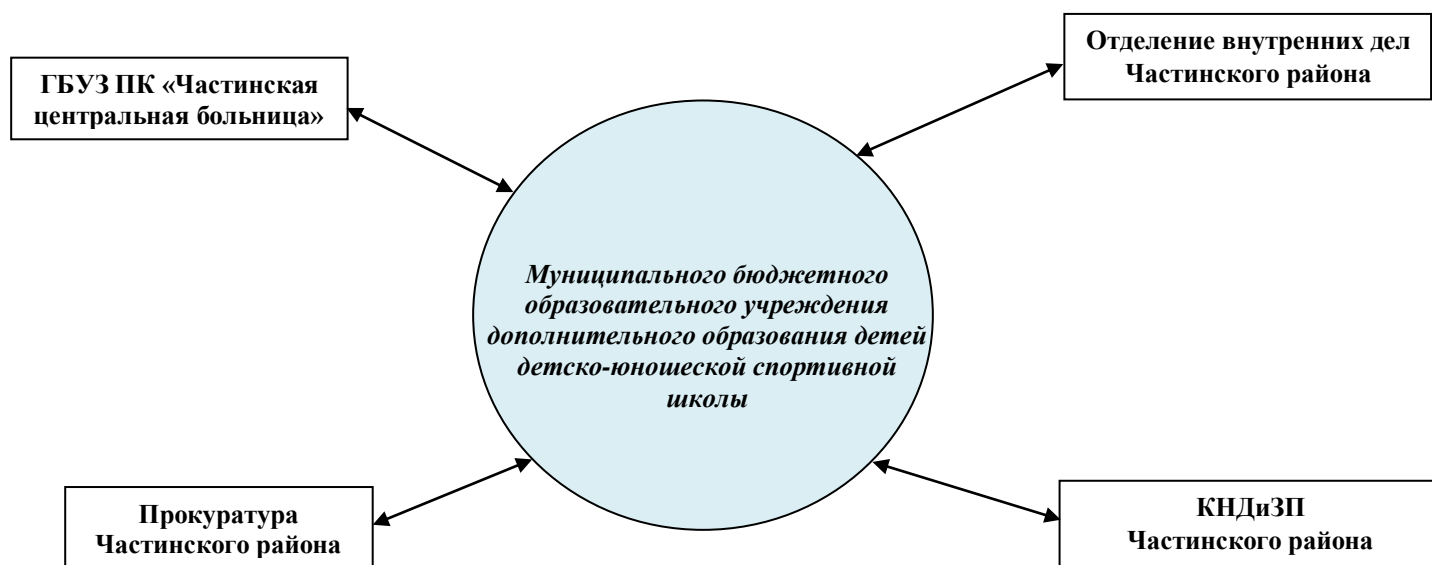 Отделение внутренних дел
Частинского района
ГБУЗ ПК «Частинская
центральная больница»
Муниципального бюджетного
образовательного учреждения
дополнительного образования детей
детско-юношеской спортивной
школы
Прокуратура
Частинского района
КНДиЗП
Частинского района